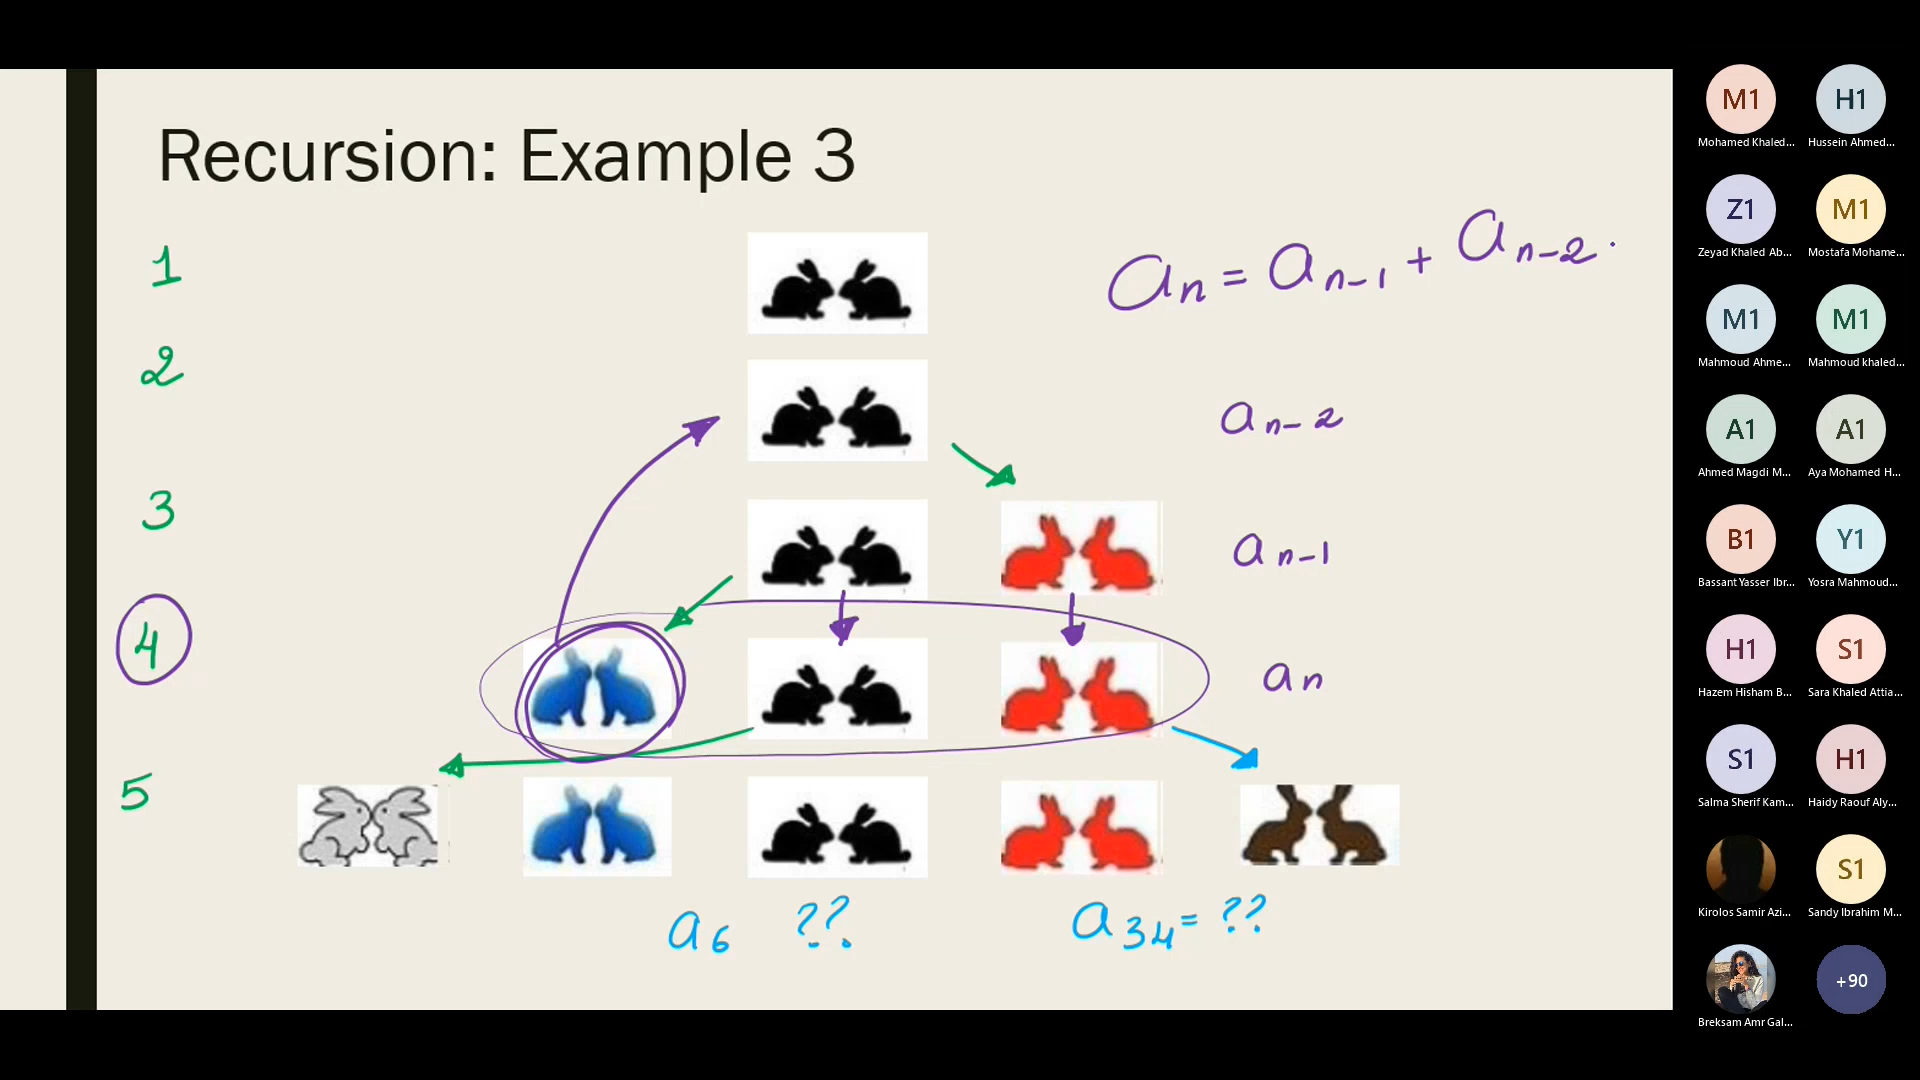 Recursion: Example 3
1
2
3
4
5
aₙ = aₙ₋₁ + aₙ₋₂ .
aₙ₋₂
aₙ₋₁
aₙ
a₆ ??
a₃₄ = ??
M1
Mohamed Khaled...
H1
Hussein Ahmed...
Z1
Zeyad Khaled Ab...
M1
Mostafa Mohame...
M1
Mahmoud Ahme...
M1
Mahmoud khaled...
A1
Ahmed Magdi M...
A1
Aya Mohamed H...
B1
Bassant Yasser Ibr...
Y1
Yosra Mahmoud...
H1
Hazem Hisham B...
S1
Sara Khaled Attia...
S1
Salma Sherif Kam...
H1
Haidy Raouf Aly...
Kirolos Samir Azi...
S1
Sandy Ibrahim M...
Breksam Amr Gal...
+90